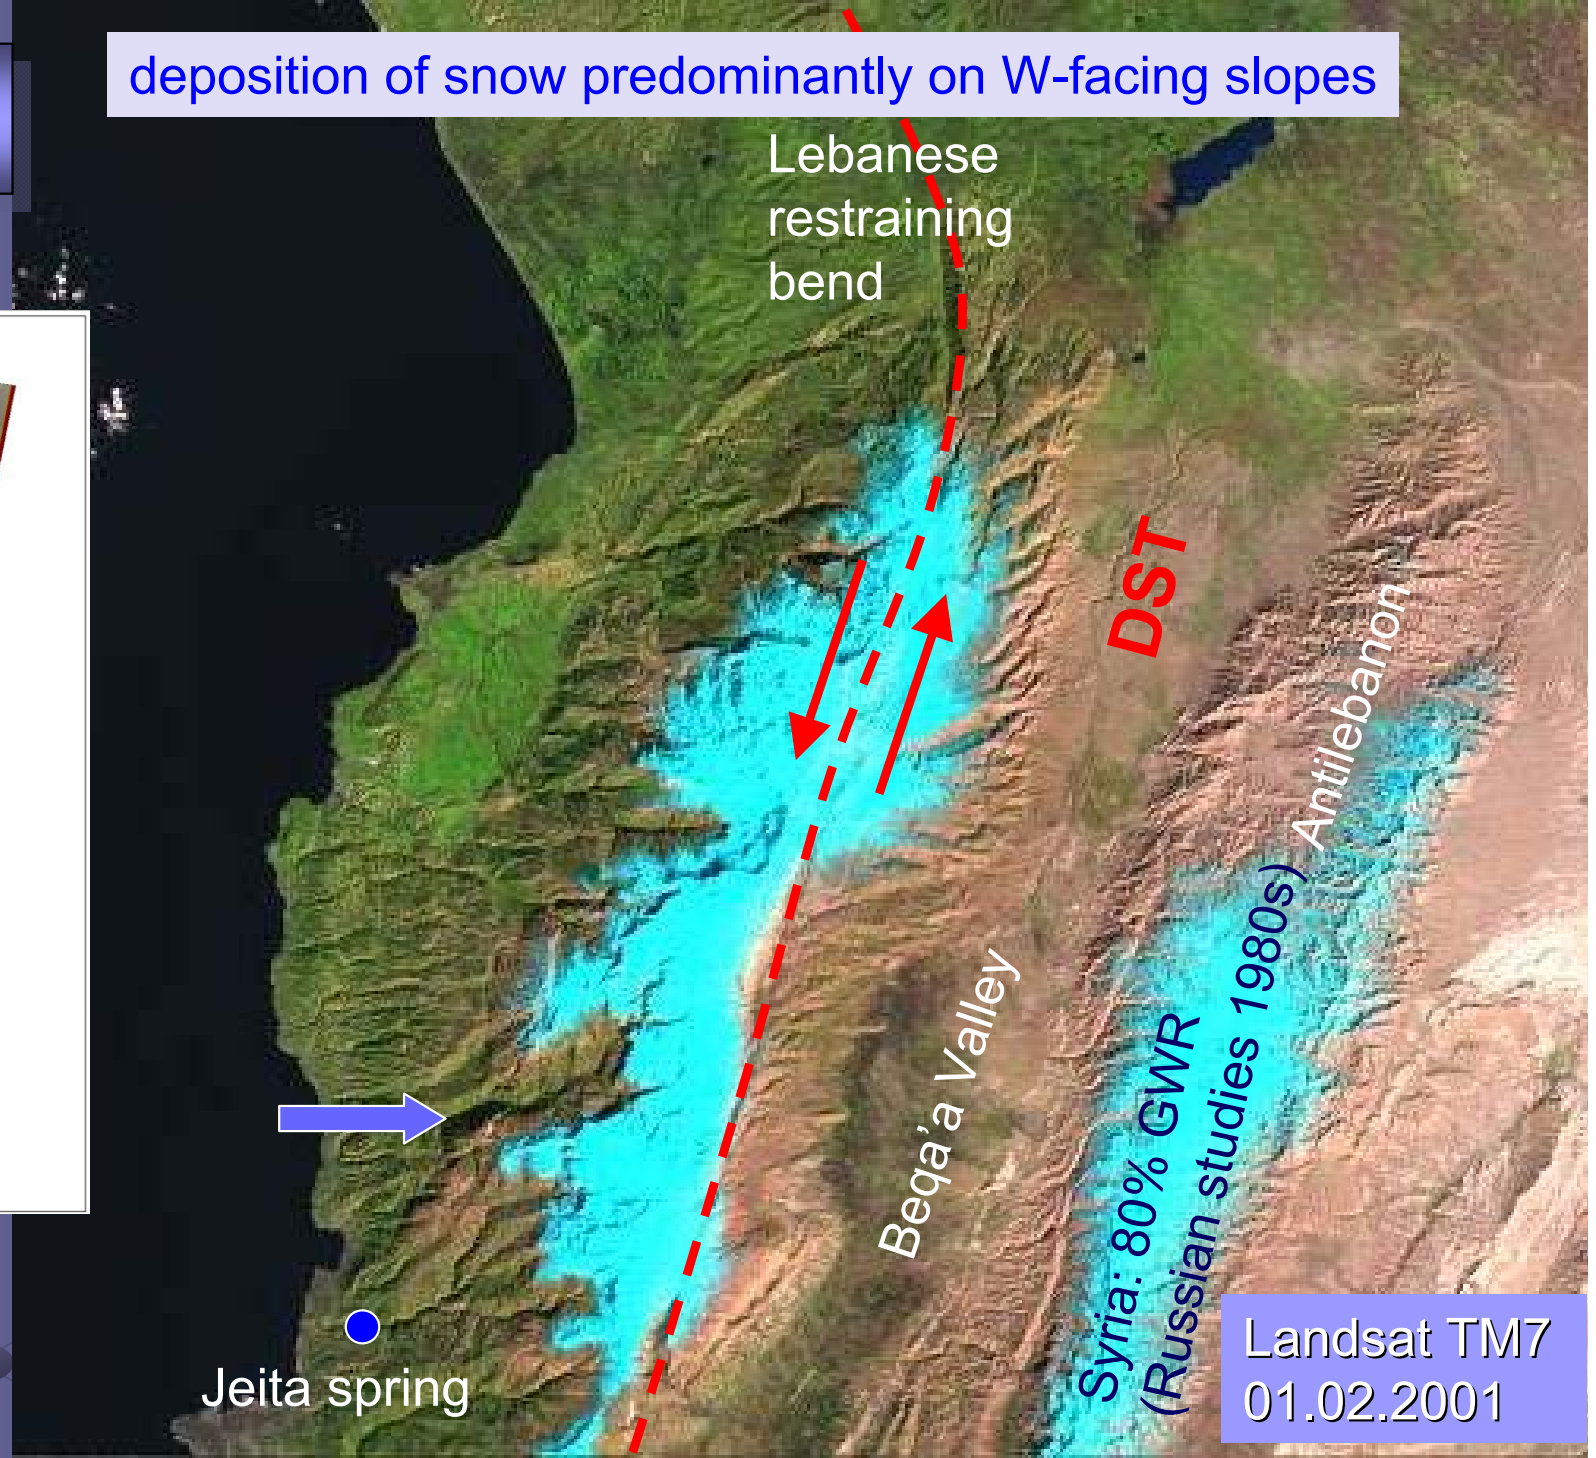 deposition of snow predominantly on W-facing slopes
Lebanese
restraining
bend
DST
Antilebanon
Beqa’a Valley
Syria: 80% GWR
(Russian studies 1980s)
Jeita spring
Landsat TM7
01.02.2001